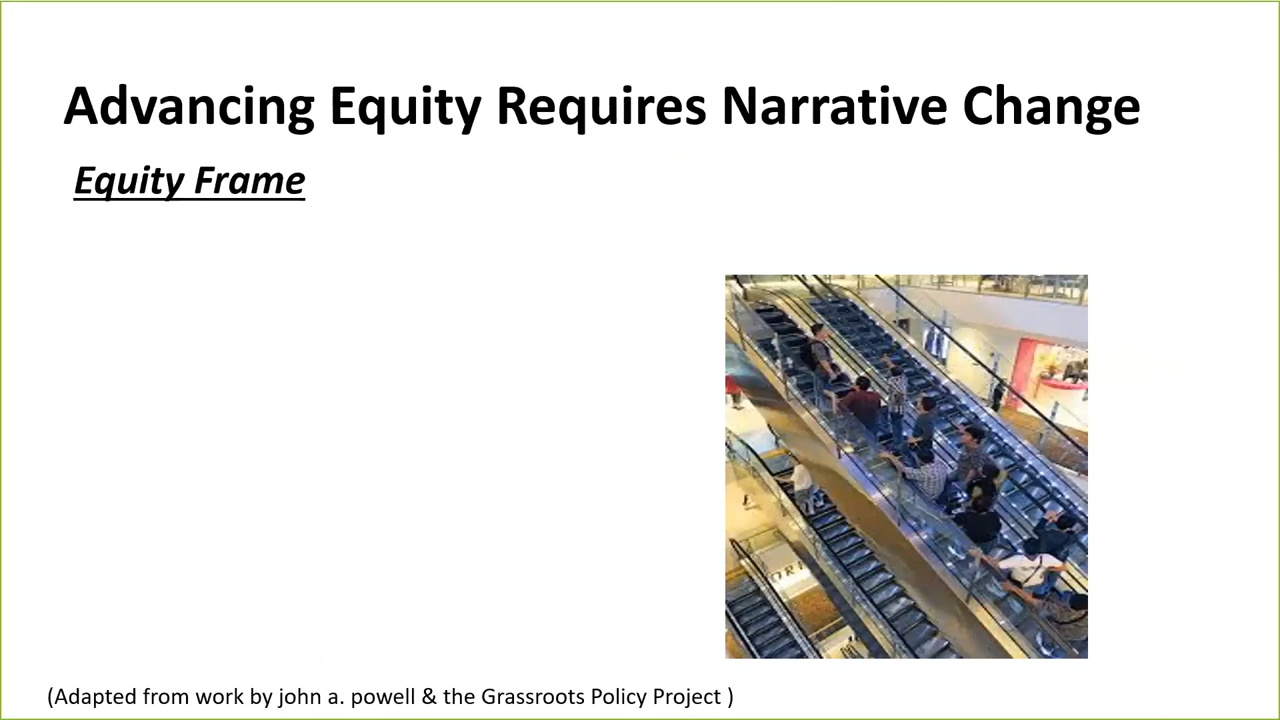 Advancing Equity Requires Narrative Change
Equity Frame
(Adapted from work by john a. powell & the Grassroots Policy Project )